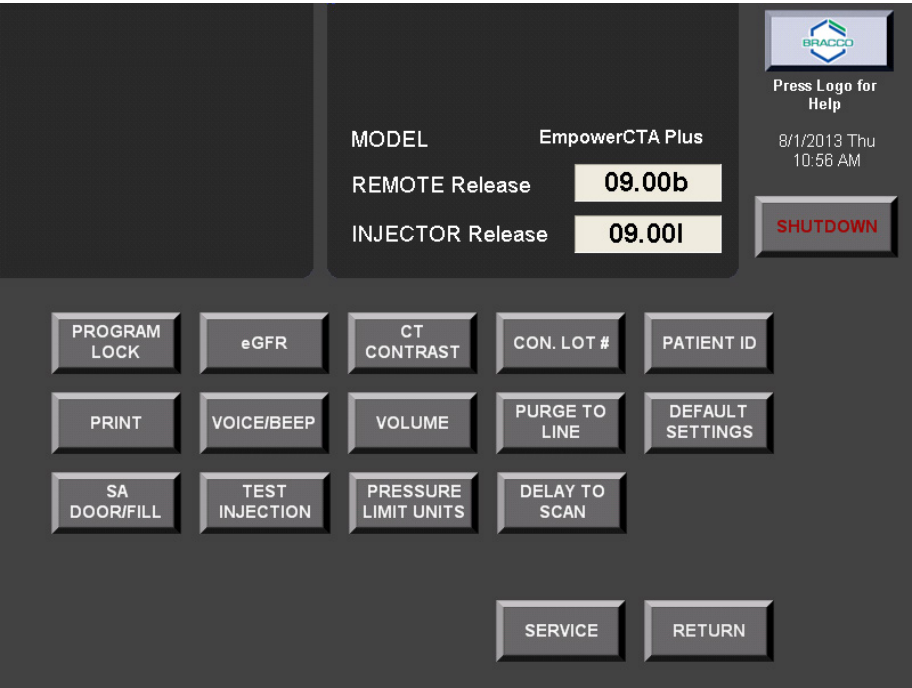 BRACCO
Press Logo for
Help
MODEL EmpowerCTA Plus
8/1/2013 Thu
10:56 AM
REMOTE Release 09.00b
INJECTOR Release 09.00l
SHUTDOWN
PROGRAM
LOCK
eGFR
CT
CONTRAST
CON. LOT #
PATIENT ID
PRINT
VOICE/BEEP
VOLUME
PURGE TO
LINE
DEFAULT
SETTINGS
SA
DOOR/FILL
TEST
INJECTION
PRESSURE
LIMIT UNITS
DELAY TO
SCAN
SERVICE
RETURN